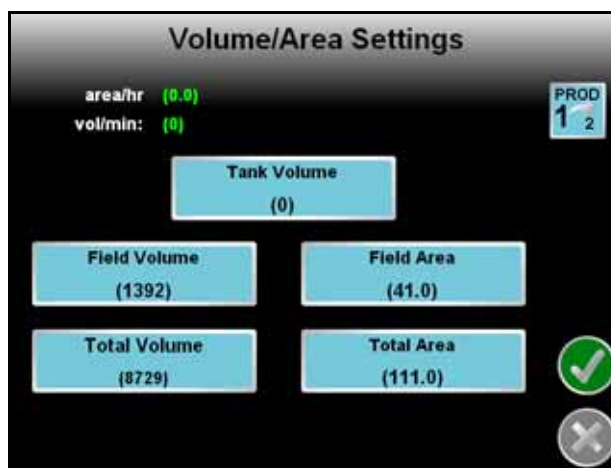 Volume/Area Settings
area/hr (0.0)
PROD
vol/min: (0)
1 2
Tank Volume
(0)
Field Volume
(1392)
Field Area
(41.0)
Total Volume
(8729)
Total Area
(111.0)